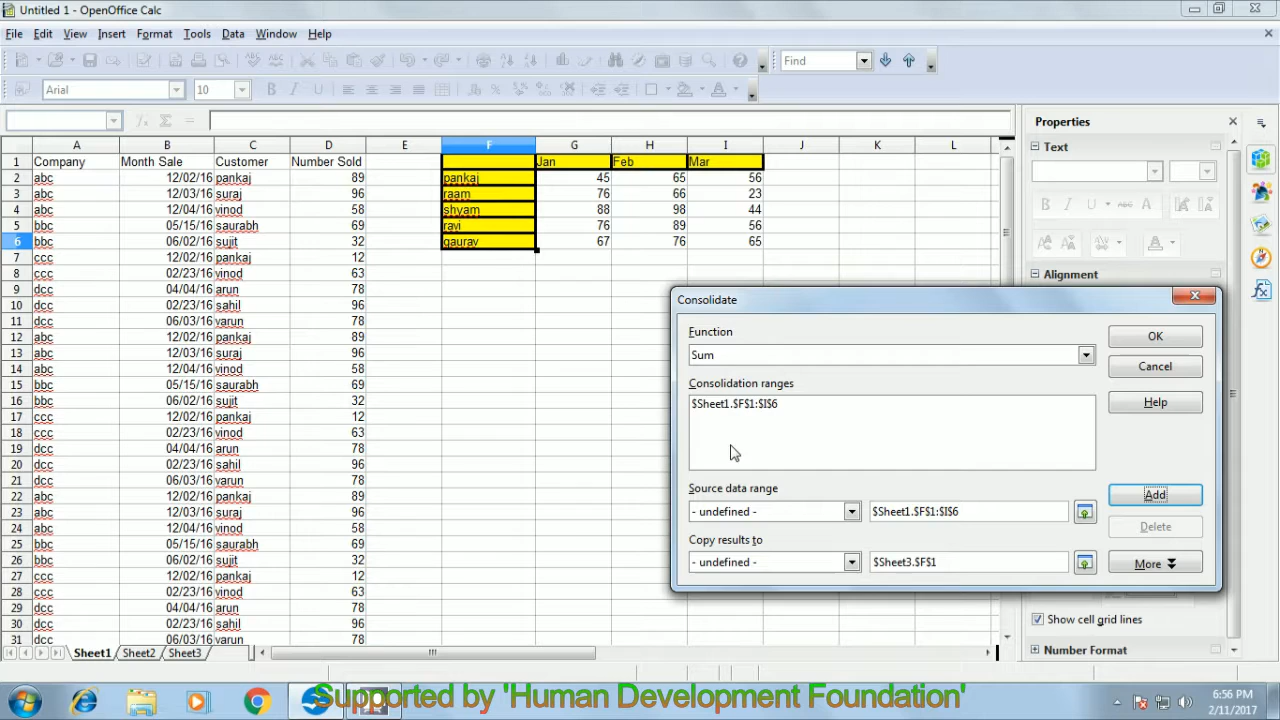 Untitled 1 - OpenOffice Calc
File Edit View Insert Format Tools Data Window Help
Find
Arial 10
A B C D E F G H I J K L
1 Company Month Sale Customer Number Sold Jan Feb Mar
2 abc 12/02/16 pankaj 89 pankaj 45 65 56
3 abc 12/03/16 suraj 96 raam 76 66 23
4 abc 12/04/16 vinod 58 shyam 88 98 44
5 bbc 05/15/16 saurabh 69 ravi 76 89 56
6 bbc 06/02/16 sujit 32 gaurav 67 76 65
7 ccc 12/02/16 pankaj 12
8 ccc 02/23/16 vinod 63
9 dcc 04/04/16 arun 78
10 dcc 02/23/16 sahil 96
11 dcc 06/03/16 varun 78
12 abc 12/02/16 pankaj 89
13 abc 12/03/16 suraj 96
14 abc 12/04/16 vinod 58
15 bbc 05/15/16 saurabh 69
16 bbc 06/02/16 sujit 32
17 ccc 12/02/16 pankaj 12
18 ccc 02/23/16 vinod 63
19 dcc 04/04/16 arun 78
20 dcc 02/23/16 sahil 96
21 dcc 06/03/16 varun 78
22 abc 12/02/16 pankaj 89
23 abc 12/03/16 suraj 96
24 abc 12/04/16 vinod 58
25 bbc 05/15/16 saurabh 69
26 bbc 06/02/16 sujit 32
27 ccc 12/02/16 pankaj 12
28 ccc 02/23/16 vinod 63
29 dcc 04/04/16 arun 78
30 dcc 02/23/16 sahil 96
31 dcc 06/03/16 varun 78
Sheet1 Sheet2 Sheet3
Properties
Text
Alignment
Show cell grid lines
Number Format
Consolidate
Function
Sum
Consolidation ranges
$Sheet1.$F$1:$I$6
Source data range
- undefined - $Sheet1.$F$1:$I$6
Copy results to
- undefined - $Sheet3.$F$1
OK
Cancel
Help
Add
Delete
More
Supported by 'Human Development Foundation'
6:56 PM
2/11/2017